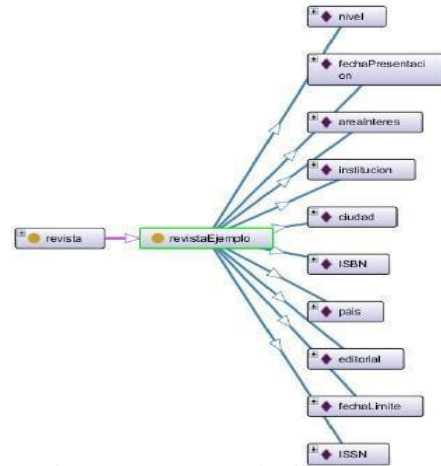 nivel
fechaPresentaci
on
areaInteres
institucion
ciudad
revista
revistaEjemplo
ISBN
pais
editorial
fechaLimite
ISSN